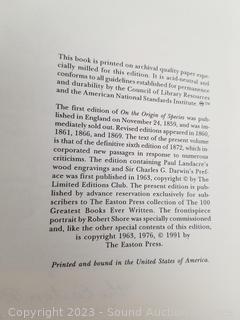 This book is printed on archival quality paper espe-
cially milled for this edition. It is acid-neutral and
conforms to all guidelines established for permanence
and durability by the Council of Library Resources
and the American National Standards Institute. ∞™
The first edition of On the Origin of Species was pub-
lished in England on November 24, 1859, and was im-
mediately sold out. Revised editions appeared in 1860,
1861, 1866, and 1869. The text of the present volume
is that of the definitive sixth edition of 1872, which in-
corporated new passages in response to numerous
criticisms. The edition containing Paul Landacre's
wood engravings and Sir Charles G. Darwin's Pref-
ace was first published in 1963, copyright © by The
Limited Editions Club. The present edition is pub-
lished by advance reservation exclusively for sub-
scribers to The Easton Press collection of The 100
Greatest Books Ever Written. The frontispiece
portrait by Robert Shore was specially commissioned
and, like the other special contents of this edition,
is copyright 1963, 1976, © 1991 by
The Easton Press.
Printed and bound in the United States of America.
Copyright 2023 - Sound Auction